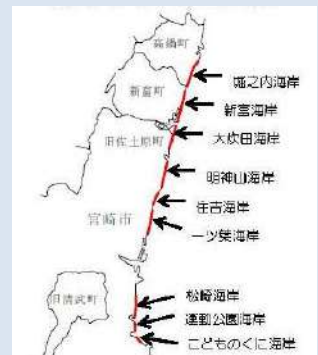 高鍋町
堀之内海岸
新富町
新富海岸
旧佐土原町
大炊田海岸
明神山海岸
住吉海岸
宮崎市
一ツ葉海岸
旧清武町
松崎海岸
運動公園海岸
こどものくに海岸